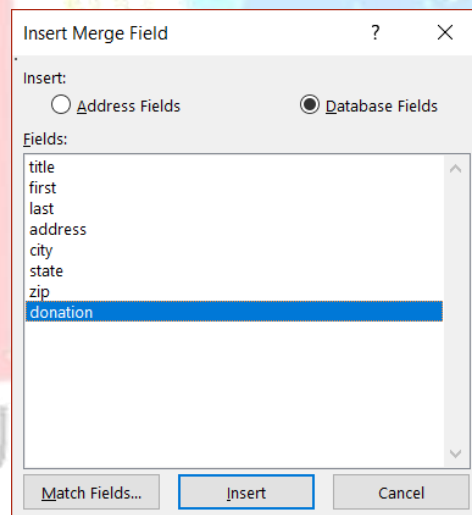 Insert Merge Field ? X
Insert:
Address Fields Database Fields
Fields:
title
first
last
address
city
state
zip
donation
Match Fields... Insert Cancel